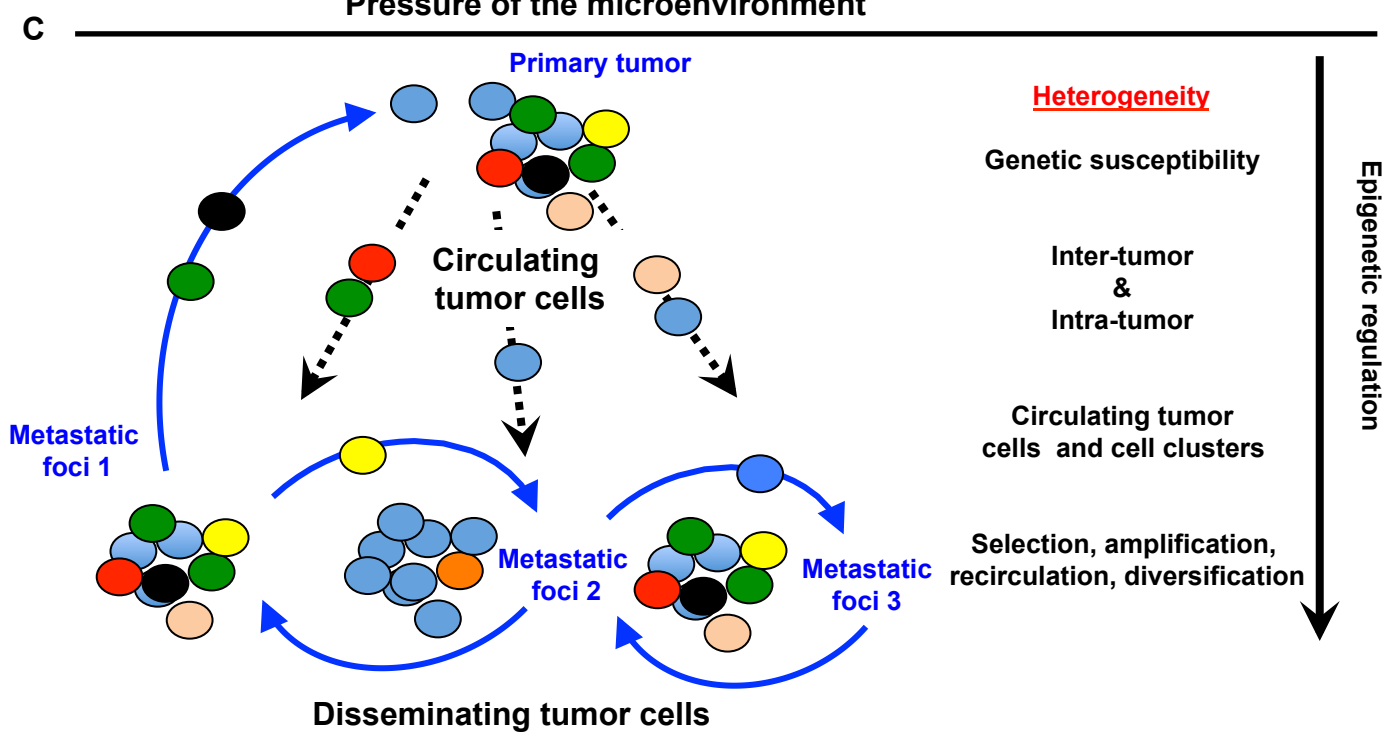 Pressure of the microenvironment
C
Primary tumor
Heterogeneity
Genetic susceptibility
Epigenetic regulation
Inter-tumor
&
Intra-tumor
Circulating
tumor cells
Circulating tumor
cells and cell clusters
Metastatic
foci 1
Metastatic
foci 2
Metastatic
foci 3
Selection, amplification,
recirculation, diversification
Disseminating tumor cells